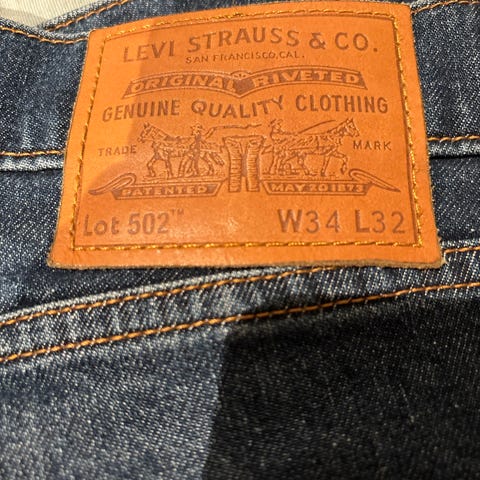 LEVI STRAUSS & CO.
SAN FRANCISCO, CAL.
ORIGINAL RIVETED
GENUINE QUALITY CLOTHING
TRADE MARK
PATENTED MAY 20 1873
Lot 502™ W34 L32